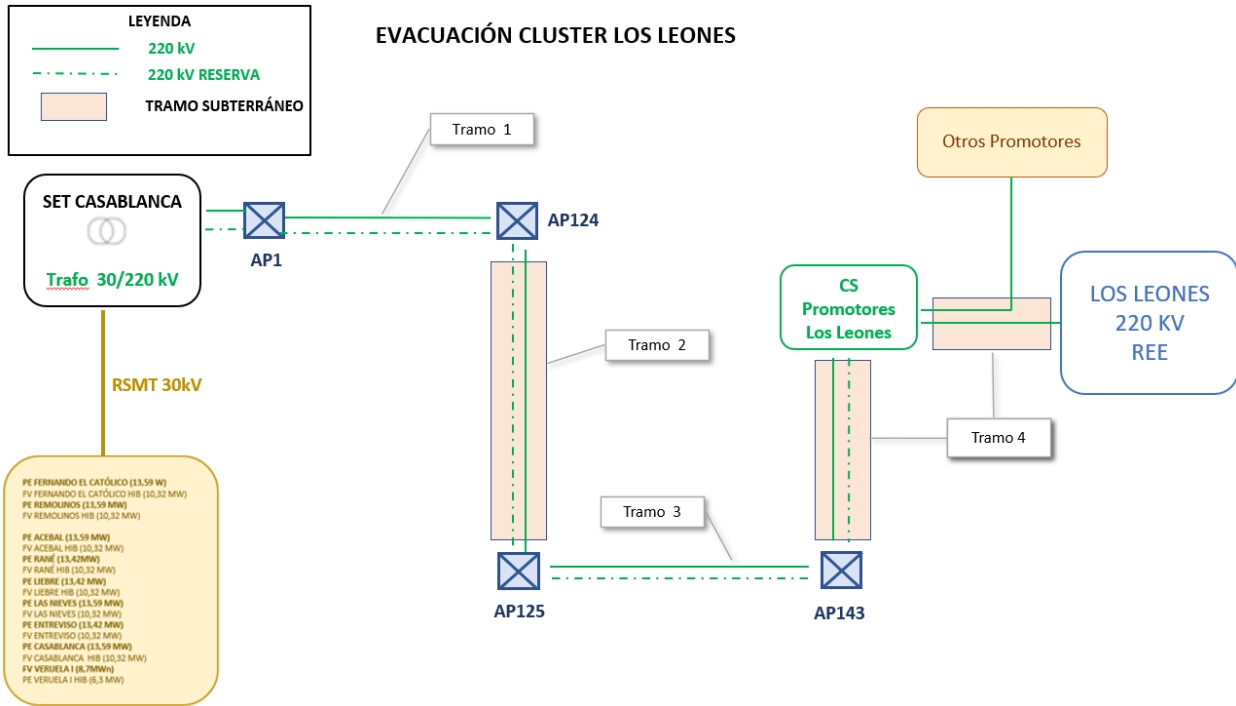 LEYENDA
220 kV
220 kV RESERVA
TRAMO SUBTERRÁNEO
EVACUACIÓN CLUSTER LOS LEONES
Tramo 1
Otros Promotores
SET CASABLANCA
Trafo 30/220 kV
AP1
AP124
CS
Promotores
Los Leones
LOS LEONES
220 KV
REE
Tramo 2
RSMT 30kV
Tramo 4
Tramo 3
AP125
AP143
PE FERNANDO EL CATÓLICO (13,59 W)
FV FERNANDO EL CATÓLICO HIB (10,32 MW)
PE REMOLINOS (13,59 MW)
FV REMOLINOS HIB (10,32 MW)
PE ACEBAL (13,59 MW)
FV ACEBAL HIB (10,32 MW)
PE RANÉ (13,42MW)
FV RANÉ HIB (10,32 MW)
PE LIEBRE (13,42 MW)
FV LIEBRE HIB (10,32 MW)
PE LAS NIEVES (13,59 MW)
FV LAS NIEVES (10,32 MW)
PE ENTREVISO (13,42 MW)
FV ENTREVISO (10,32 MW)
PE CASABLANCA (13,59 MW)
FV CASABLANCA HIB (10,32 MW)
FV VERUELA I (8,7MWn)
PE VERUELA I HIB (6,3 MW)